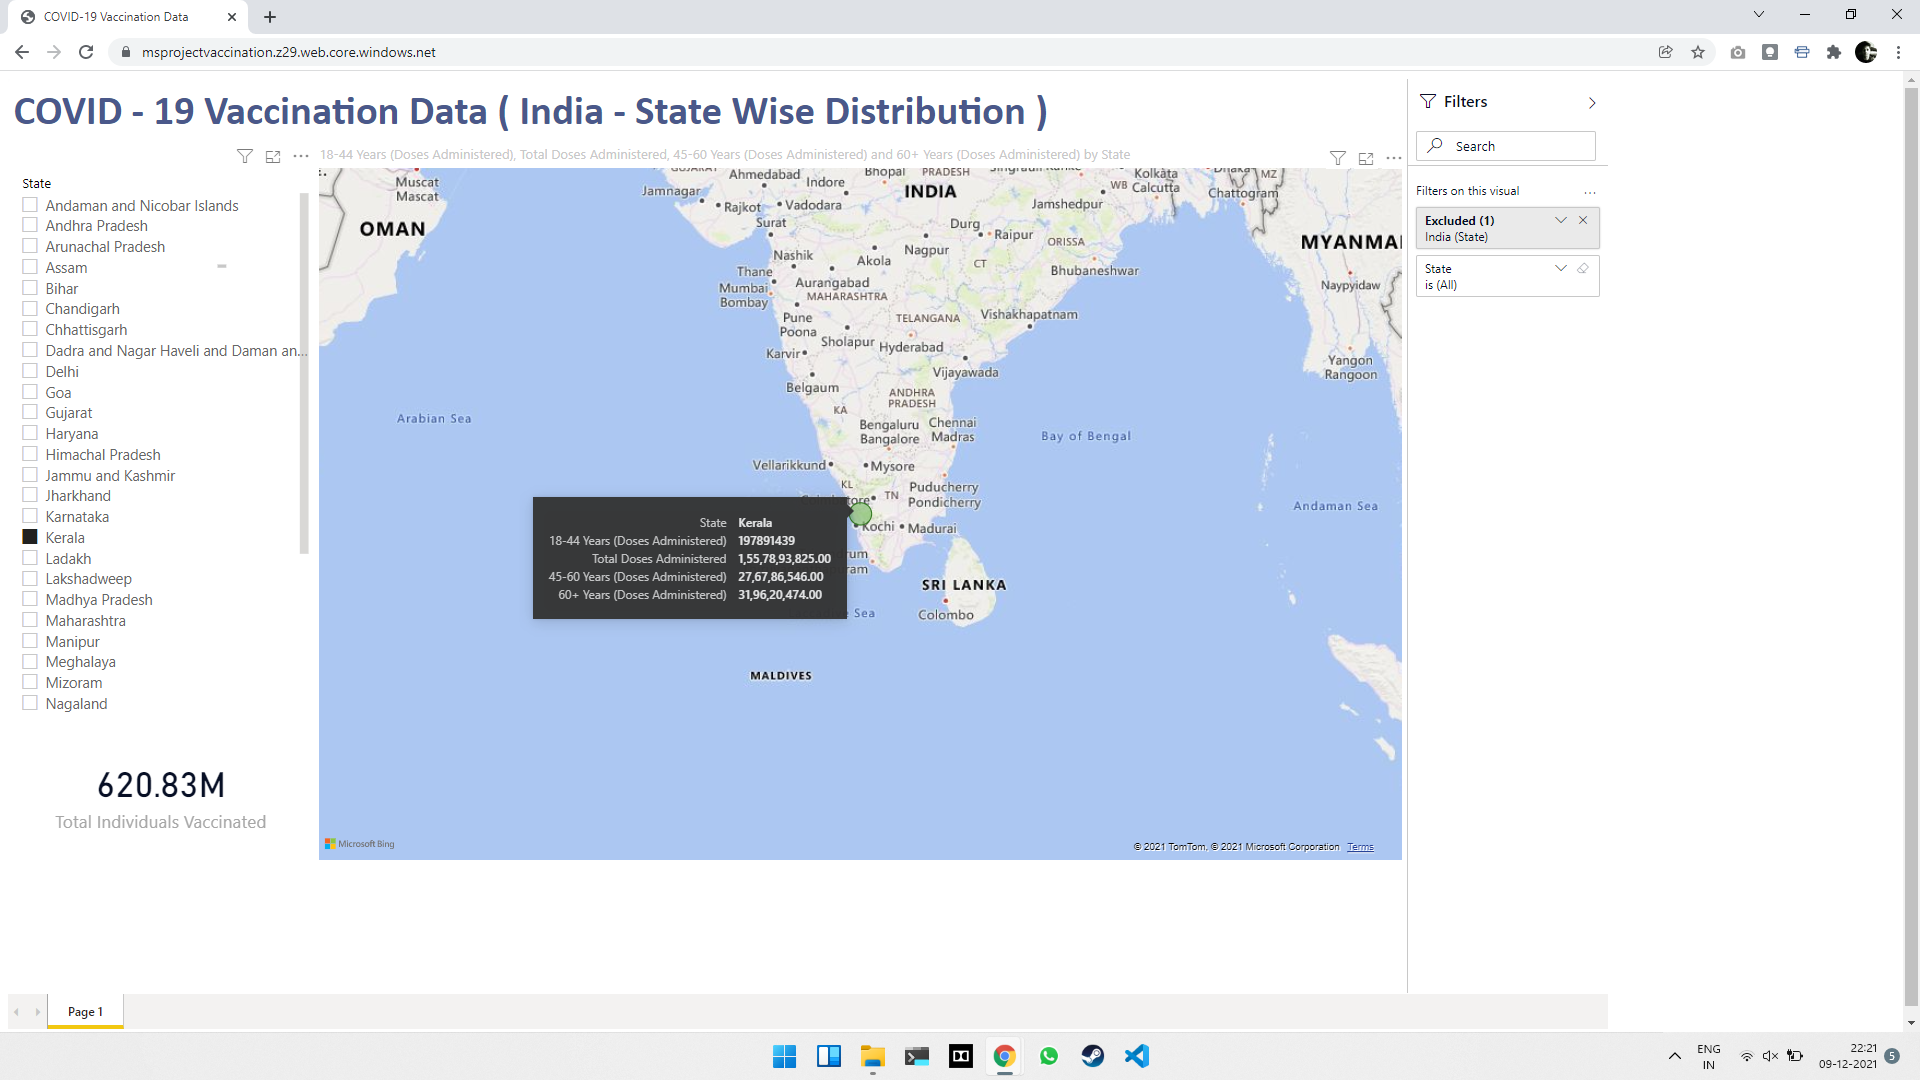 COVID-19 Vaccination Data
msprojectvaccination.z29.web.core.windows.net
COVID - 19 Vaccination Data ( India - State Wise Distribution )
18-44 Years (Doses Administered), Total Doses Administered, 45-60 Years (Doses Administered) and 60+ Years (Doses Administered) by State
State
Andaman and Nicobar Islands
Andhra Pradesh
Arunachal Pradesh
Assam
Bihar
Chandigarh
Chhattisgarh
Dadra and Nagar Haveli and Daman an...
Delhi
Goa
Gujarat
Haryana
Himachal Pradesh
Jammu and Kashmir
Jharkhand
Karnataka
Kerala
Ladakh
Lakshadweep
Madhya Pradesh
Maharashtra
Manipur
Meghalaya
Mizoram
Nagaland
620.83M
Total Individuals Vaccinated
Muscat
Muscat
OMAN
Ahmedabad
Indore
Bhopal
PRADESH
Kolkāta
Calcutta
WB
Dhaka
MZ
Chattogram
Jamnagar
Rajkot
Vadodara
INDIA
Jamshedpur
Surat
Durg
Raipur
ORISSA
MYANMA
Nashik
Akola
Nagpur
CT
Bhubaneshwar
Thane
Mumbai
Bombay
Aurangabad
MAHARASHTRA
Naypyidaw
Pune
Poona
TELANGANA
Vishakhapatnam
Sholapur
Hyderabad
Karvir
Vijayawada
Yangon
Rangoon
Belgaum
ANDHRA
PRADESH
KA
Arabian Sea
Bengaluru
Bangalore
Chennai
Madras
Bay of Bengal
Vellarikkund
Mysore
KL
TN
Puducherry
Pondicherry
Andaman Sea
tore
Kochi
Madurai
rum
ram
State Kerala
18-44 Years (Doses Administered) 197891439
Total Doses Administered 1,55,78,93,825.00
45-60 Years (Doses Administered) 27,67,86,546.00
60+ Years (Doses Administered) 31,96,20,474.00
SRI LANKA
Colombo
Sea
MALDIVES
Microsoft Bing
© 2021 TomTom, © 2021 Microsoft Corporation Terms
Filters
Search
Filters on this visual
Excluded (1)
India (State)
State
is (All)
Page 1
ENG
IN
22:21
09-12-2021
5